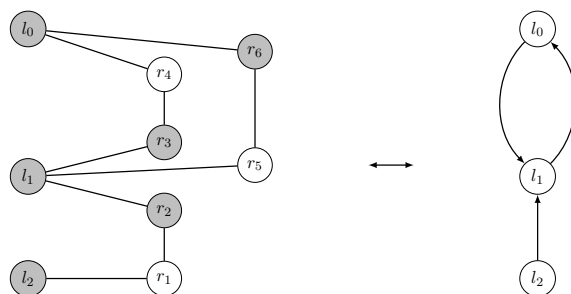 l₀ r₆ l₀
r₄
r₃
l₁ r₅ l₁
r₂
l₂ r₁ l₂